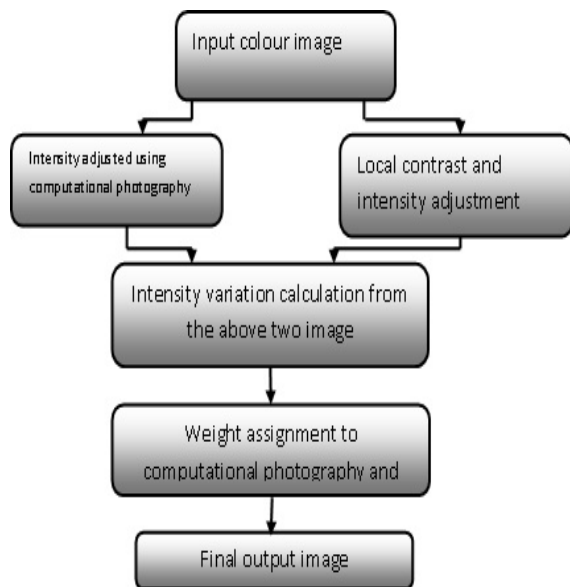 Input colour image
Intensity adjusted using
computational photography
Local contrast and
intensity adjustment
Intensity variation calculation from
the above two image
Weight assignment to
computational photography and
Final output image